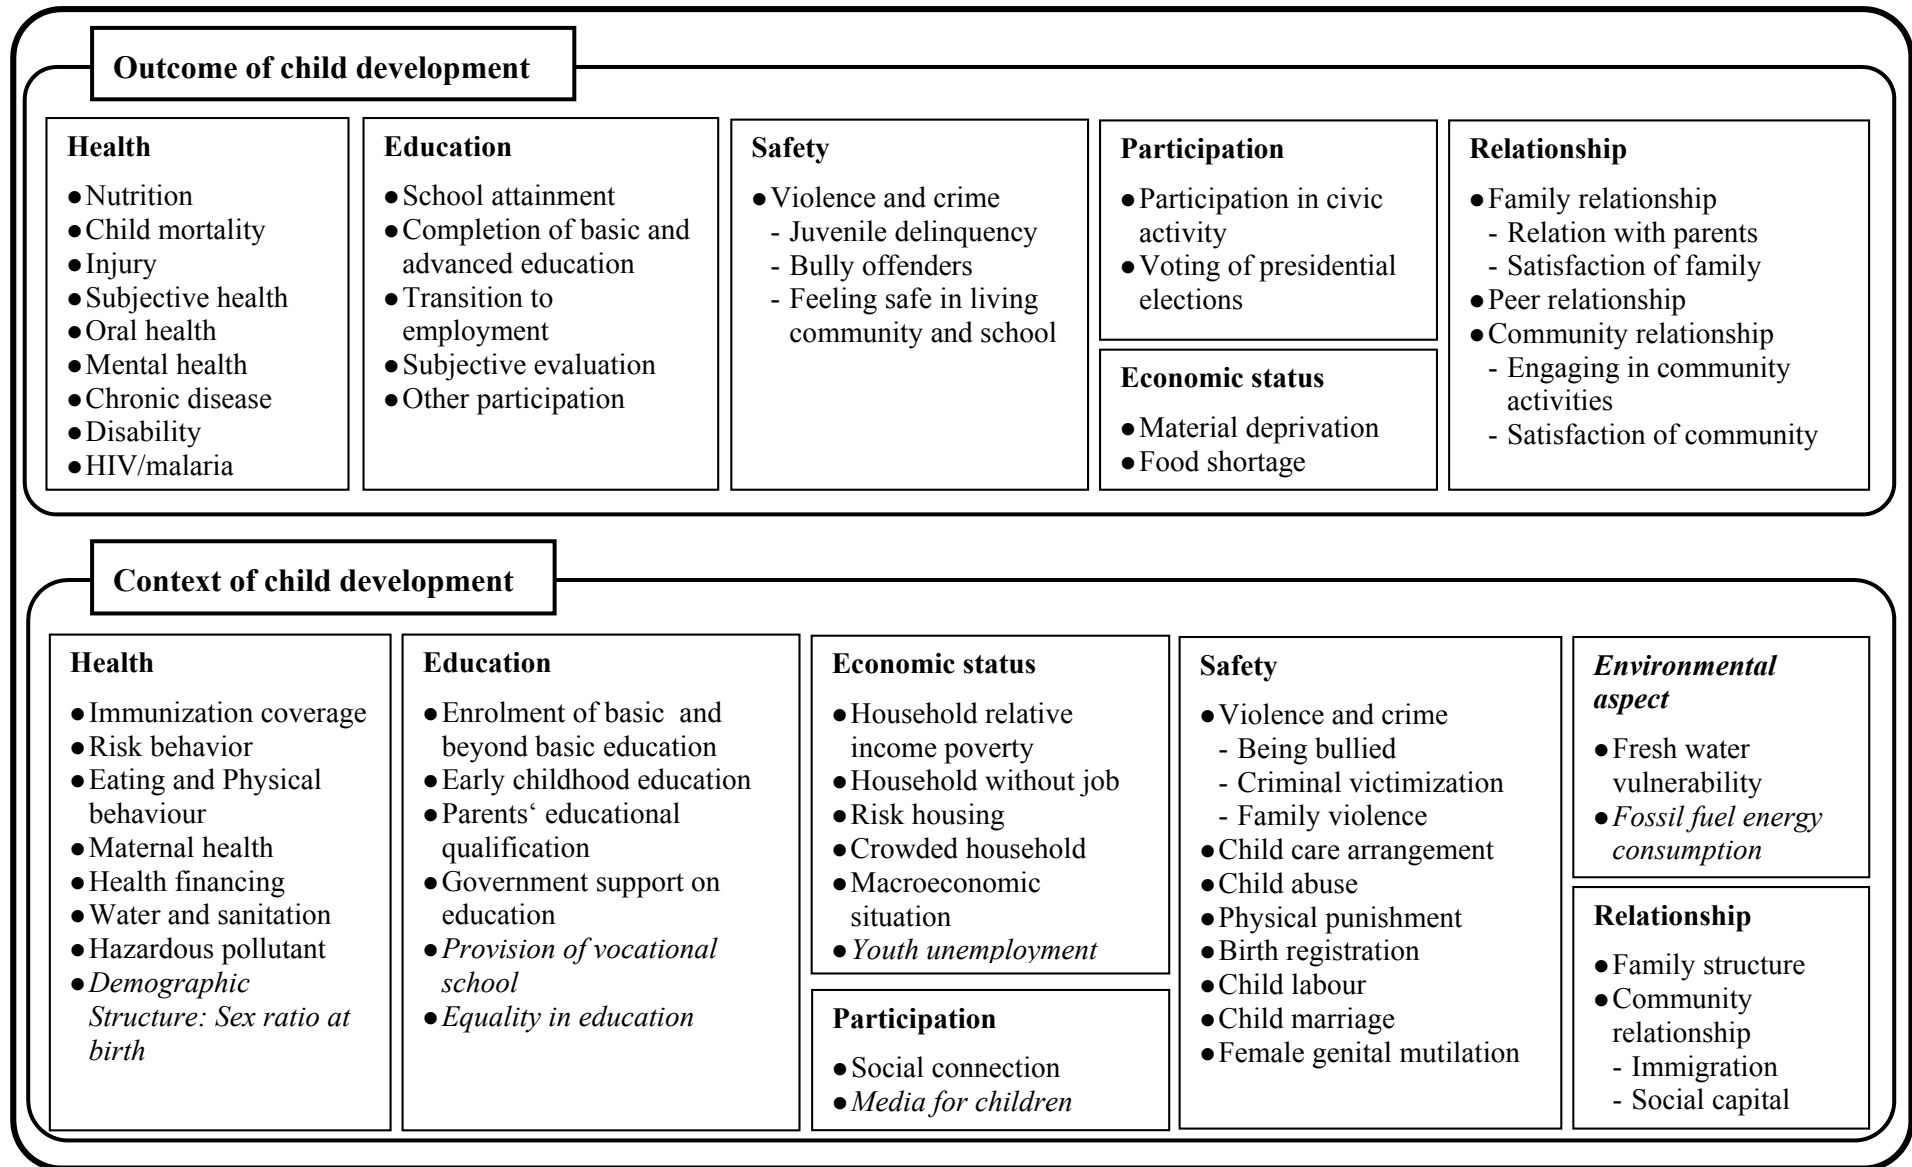 Outcome of child development
Health
●Nutrition
●Child mortality
●Injury
●Subjective health
●Oral health
●Mental health
●Chronic disease
●Disability
●HIV/malaria
Education
●School attainment
●Completion of basic and
advanced education
●Transition to
employment
●Subjective evaluation
●Other participation
Safety
●Violence and crime
- Juvenile delinquency
- Bully offenders
- Feeling safe in living
community and school
Participation
●Participation in civic
activity
●Voting of presidential
elections
Economic status
●Material deprivation
●Food shortage
Relationship
●Family relationship
- Relation with parents
- Satisfaction of family
●Peer relationship
●Community relationship
- Engaging in community
activities
- Satisfaction of community
Context of child development
Health
●Immunization coverage
●Risk behavior
●Eating and Physical
behaviour
●Maternal health
●Health financing
●Water and sanitation
●Hazardous pollutant
●Demographic
Structure: Sex ratio at
birth
Education
●Enrolment of basic and
beyond basic education
●Early childhood education
●Parents‘ educational
qualification
●Government support on
education
●Provision of vocational
school
●Equality in education
Economic status
●Household relative
income poverty
●Household without job
●Risk housing
●Crowded household
●Macroeconomic
situation
●Youth unemployment
Participation
●Social connection
●Media for children
Safety
●Violence and crime
- Being bullied
- Criminal victimization
- Family violence
●Child care arrangement
●Child abuse
●Physical punishment
●Birth registration
●Child labour
●Child marriage
●Female genital mutilation
Environmental
aspect
●Fresh water
vulnerability
●Fossil fuel energy
consumption
Relationship
●Family structure
●Community
relationship
- Immigration
- Social capital